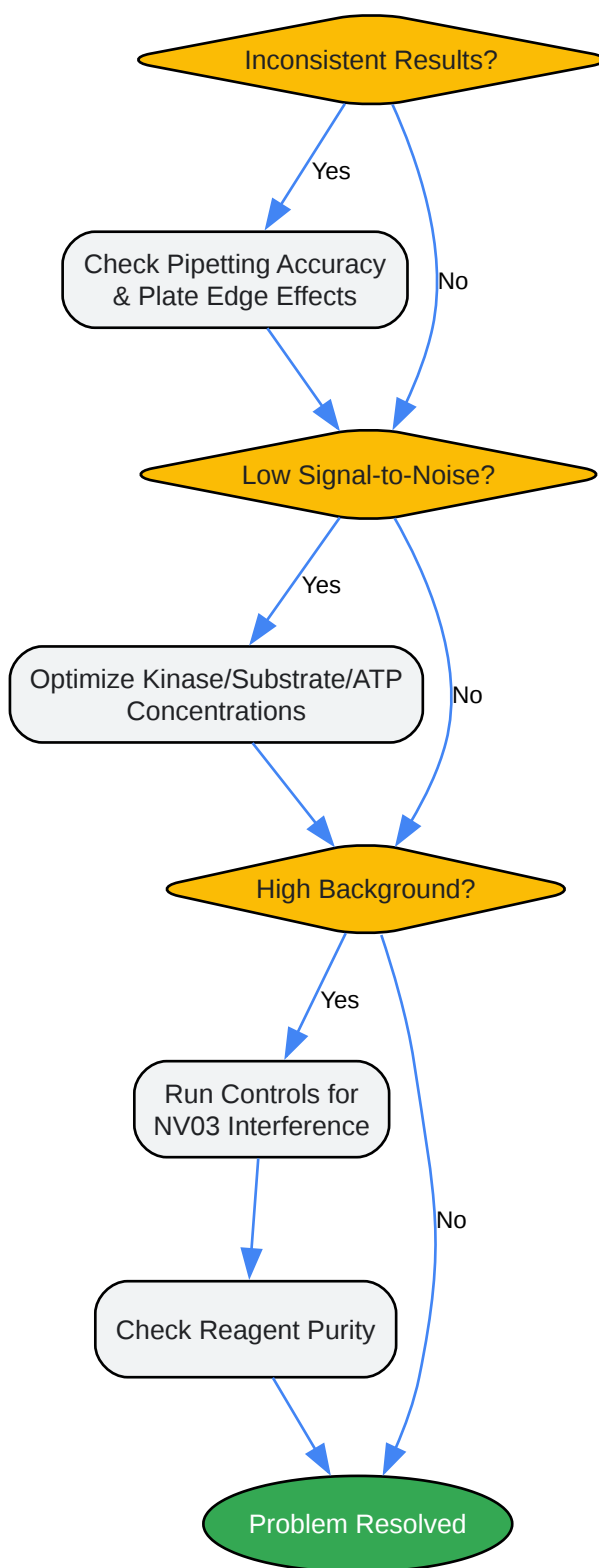 Inconsistent Results?
Yes
Check Pipetting Accuracy
& Plate Edge Effects
No
Low Signal-to-Noise?
Yes
Optimize Kinase/Substrate/ATP
Concentrations
No
High Background?
Yes
Run Controls for
NV03 Interference
No
Check Reagent Purity
Problem Resolved